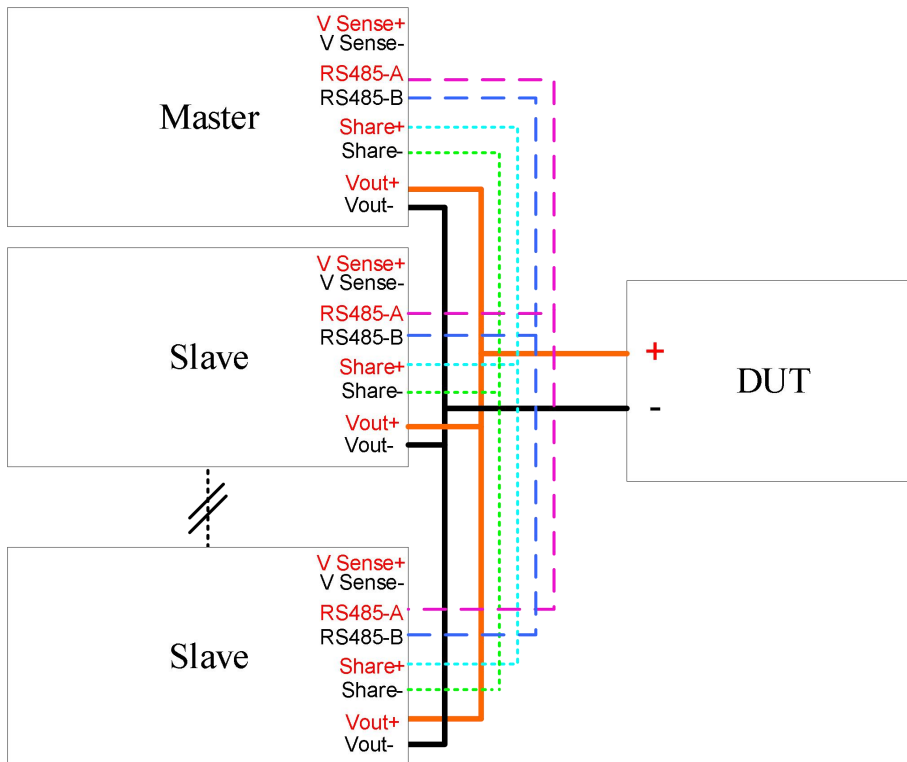 V Sense+
V Sense-
RS485-A
RS485-B
Master
Share+
Share-
Vout+
Vout-
V Sense+
V Sense-
RS485-A
RS485-B
Slave
Share+
Share-
Vout+
Vout-
+
DUT
-
V Sense+
V Sense-
RS485-A
RS485-B
Slave
Share+
Share-
Vout+
Vout-